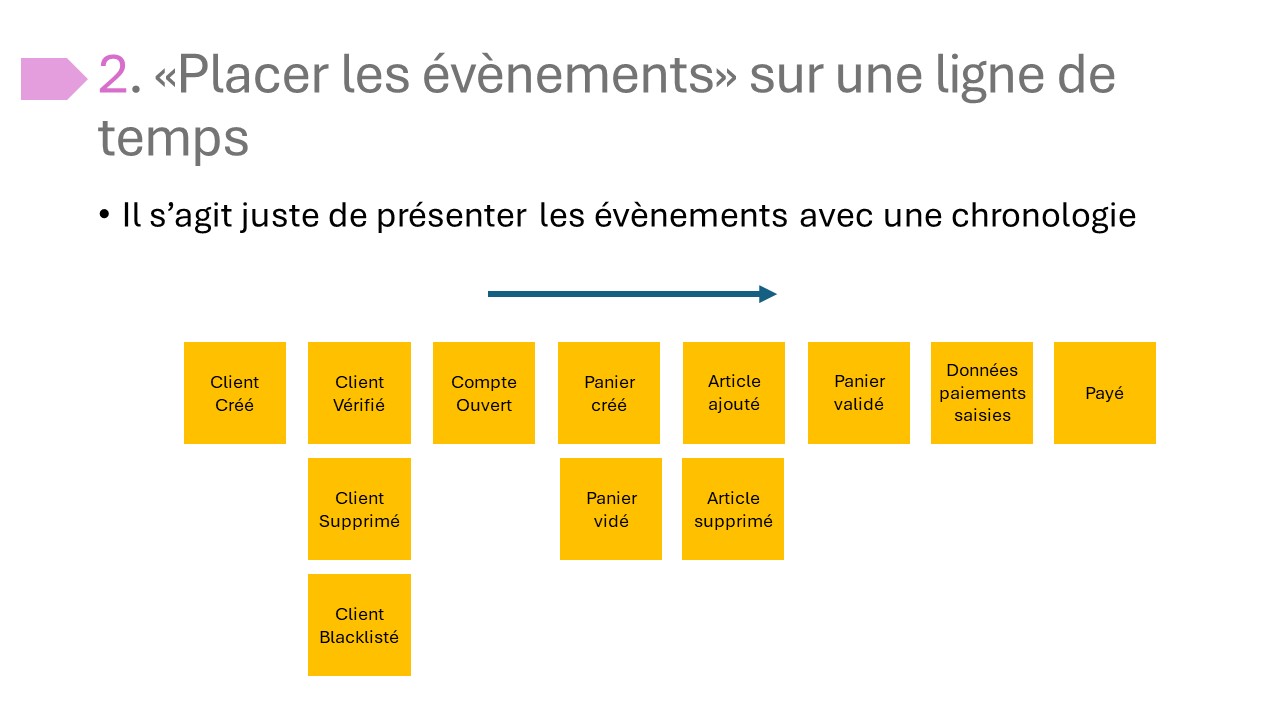 2. «Placer les évènements» sur une ligne de
temps
• Il s’agit juste de présenter les évènements avec une chronologie
Client
Créé
Client
Vérifié
Compte
Ouvert
Panier
créé
Article
ajouté
Panier
validé
Données
paiements
saisies
Payé
Client
Supprimé
Panier
vidé
Article
supprimé
Client
Blacklisté